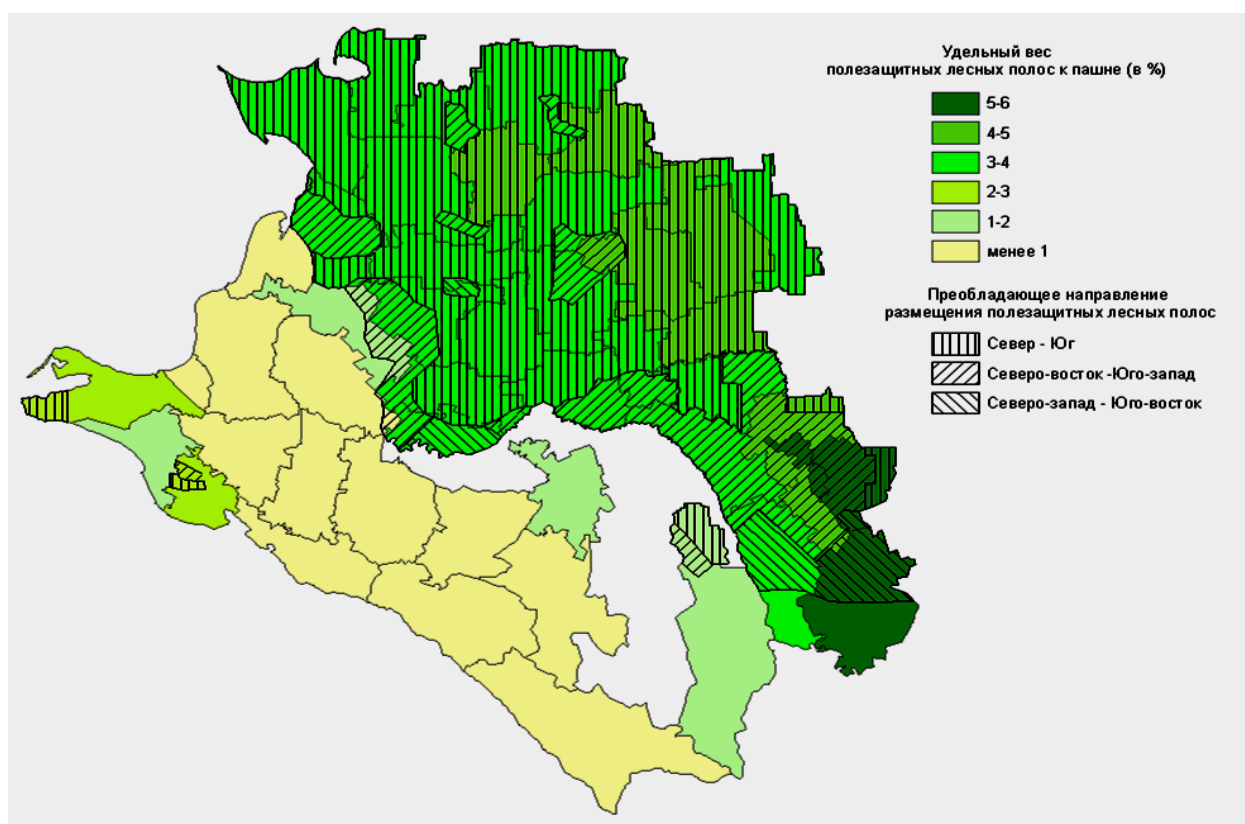 Удельный вес
полезащитных лесных полос к пашне (в %)
5-6
4-5
3-4
2-3
1-2
менее 1
Преобладающее направление
размещения полезащитных лесных полос
Север - Юг
Северо-восток -Юго-запад
Северо-запад - Юго-восток